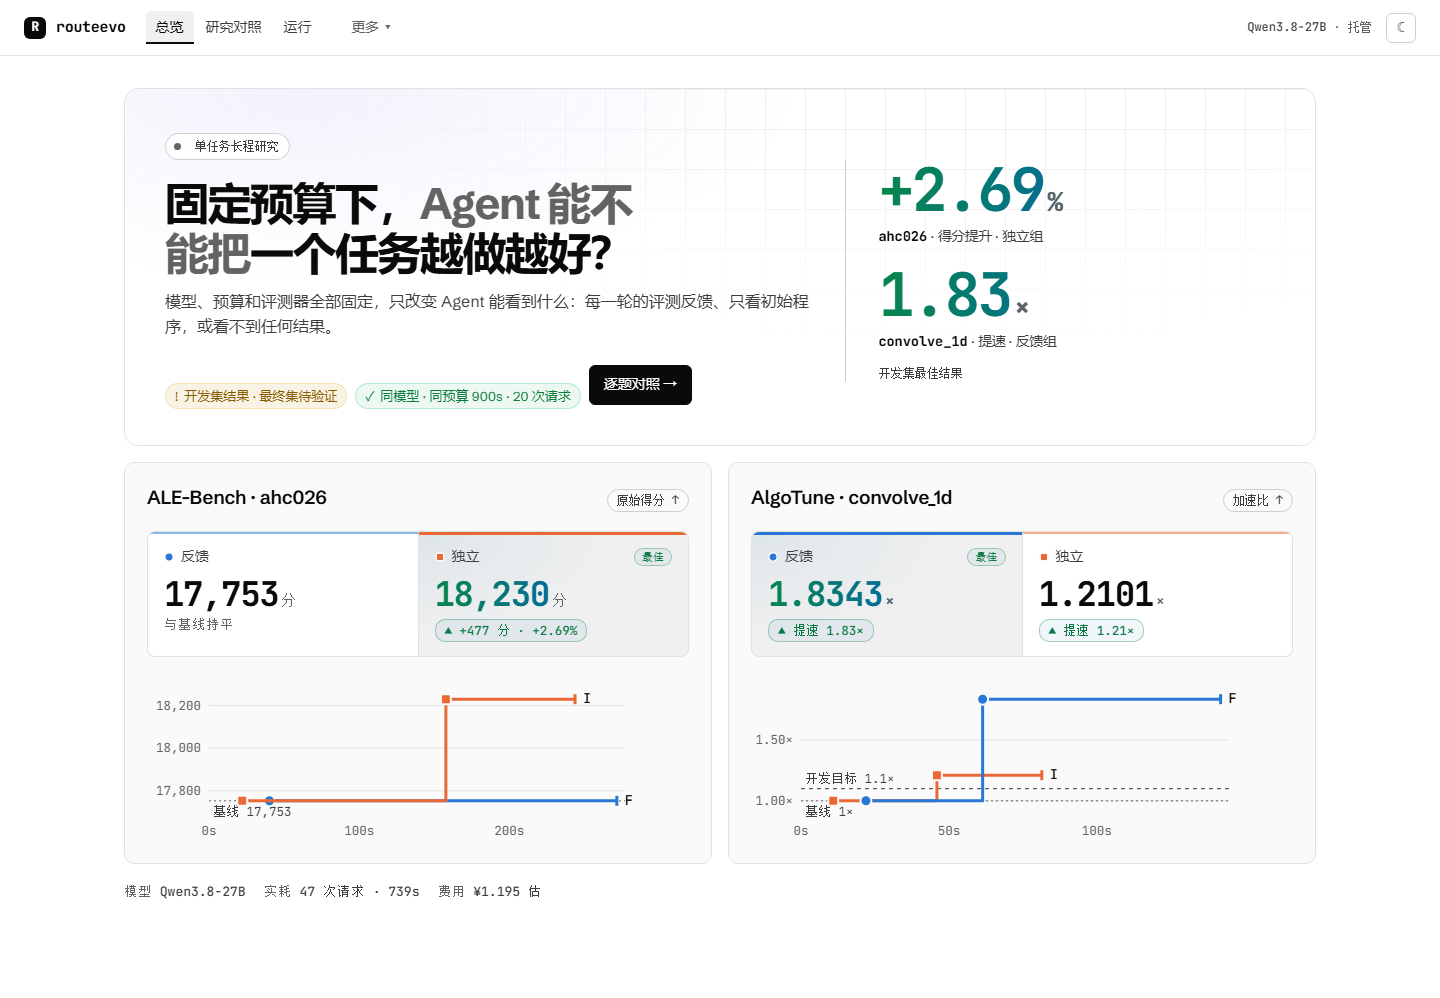 R routeevo 总览 研究对照 运行 更多 ▾ Qwen3.8-27B · 托管 ☾
单任务长程研究
固定预算下，Agent 能不
能把一个任务越做越好？
模型、预算和评测器全部固定，只改变 Agent 能看到什么：每一轮的评测反馈、只看初始程
序，或看不到任何结果。
! 开发集结果 · 最终集待验证 ✓ 同模型 · 同预算 900s · 20 次请求 逐题对照 →
+2.69%
ahc026 · 得分提升 · 独立组
1.83×
convolve_1d · 提速 · 反馈组
开发集最佳结果
ALE-Bench · ahc026 原始得分 ↑
反馈
17,753 分
与基线持平
独立 最佳
18,230 分
▲ +477 分 · +2.69%
18,200
18,000
17,800
I
F
基线 17,753
0s 100s 200s
AlgoTune · convolve_1d 加速比 ↑
反馈 最佳
1.8343×
▲ 提速 1.83×
独立
1.2101×
▲ 提速 1.21×
F
1.50×
I
开发目标 1.1×
1.00×
基线 1×
0s 50s 100s
模型 Qwen3.8-27B 实耗 47 次请求 · 739s 费用 ¥1.195 估